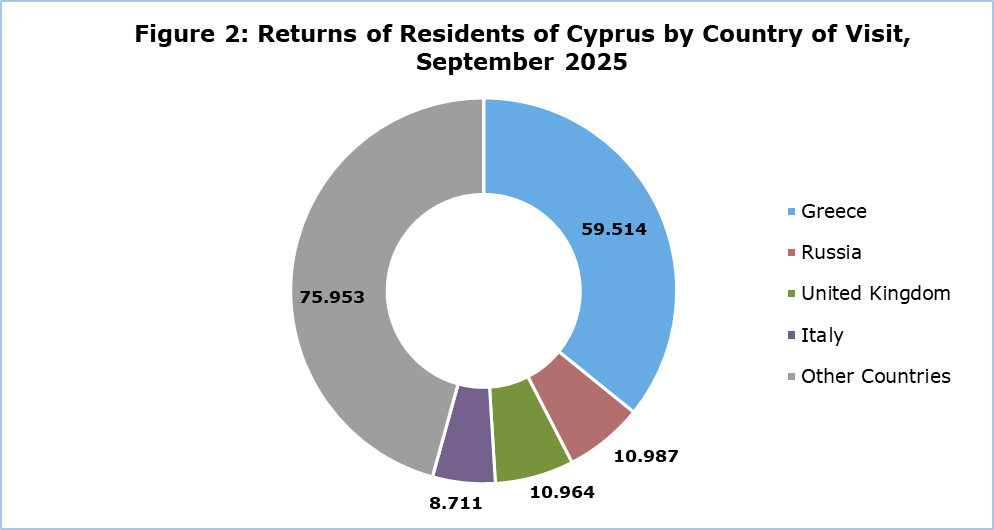 Figure 2: Returns of Residents of Cyprus by Country of Visit,
September 2025
59.514
75.953
10.987
10.964
8.711
Greece
Russia
United Kingdom
Italy
Other Countries